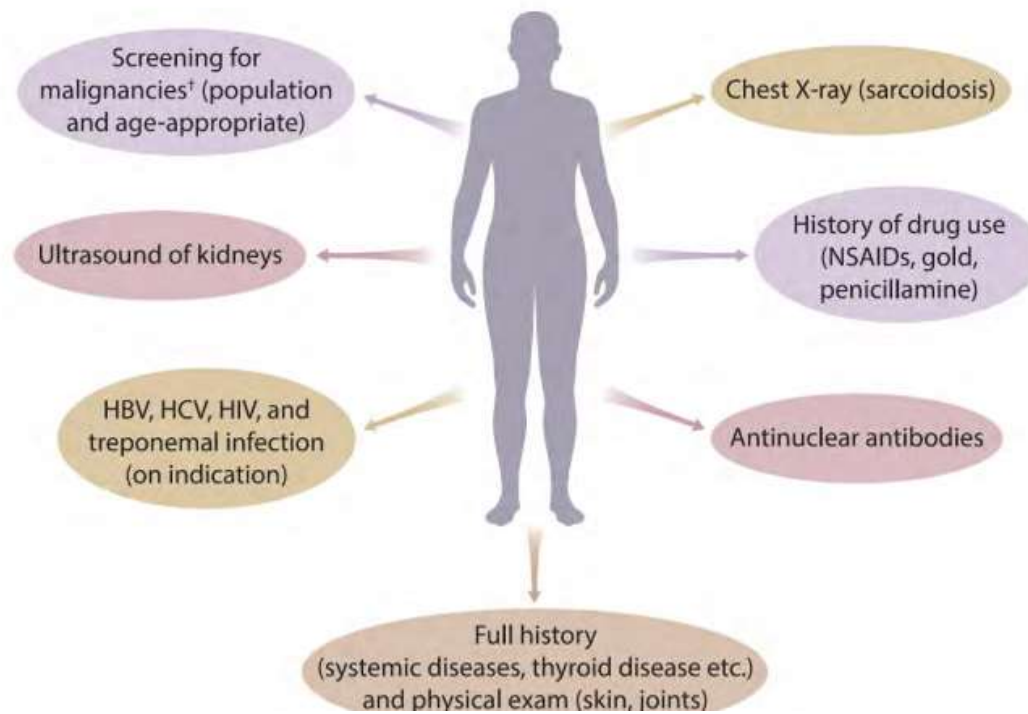 Screening for
malignancies† (population
and age-appropriate)
Chest X-ray (sarcoidosis)
Ultrasound of kidneys
History of drug use
(NSAIDs, gold,
penicillamine)
HBV, HCV, HIV, and
treponemal infection
(on indication)
Antinuclear antibodies
Full history
(systemic diseases, thyroid disease etc.)
and physical exam (skin, joints)